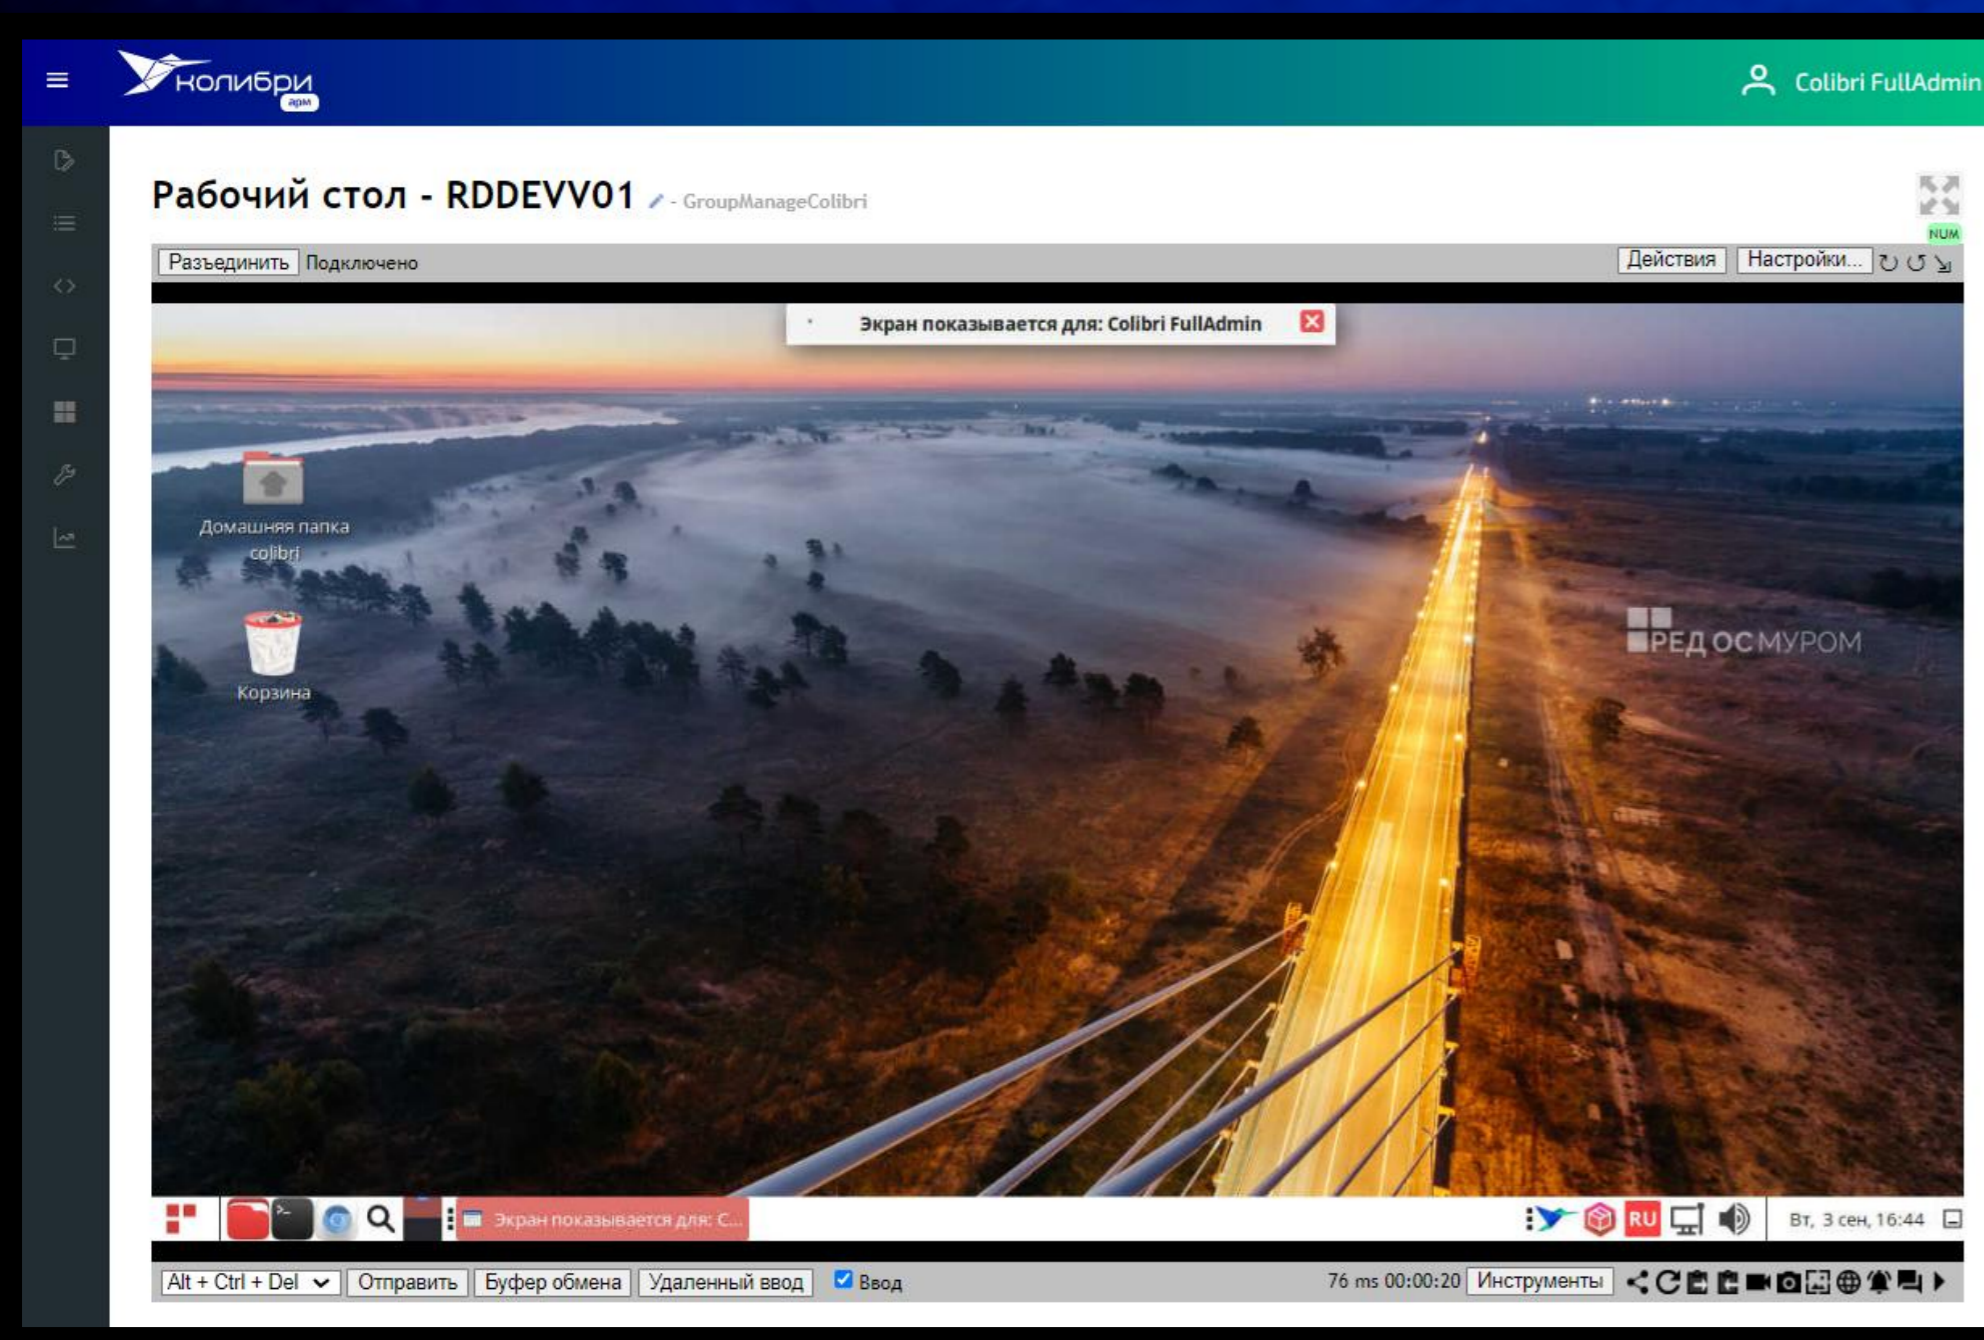 колибри
арм
Colibri FullAdmin
Рабочий стол - RDDEVV01 - GroupManageColibri
NUM
Разъединить Подключено Действия Настройки...
Экран показывается для: Colibri FullAdmin
Домашняя папка
colibri
РЕД ОС МУРОМ
Корзина
Экран показывается для: C... RU Вт, 3 сен, 16:44
Alt + Ctrl + Del Отправить Буфер обмена Удаленный ввод Ввод 76 ms 00:00:20 Инструменты